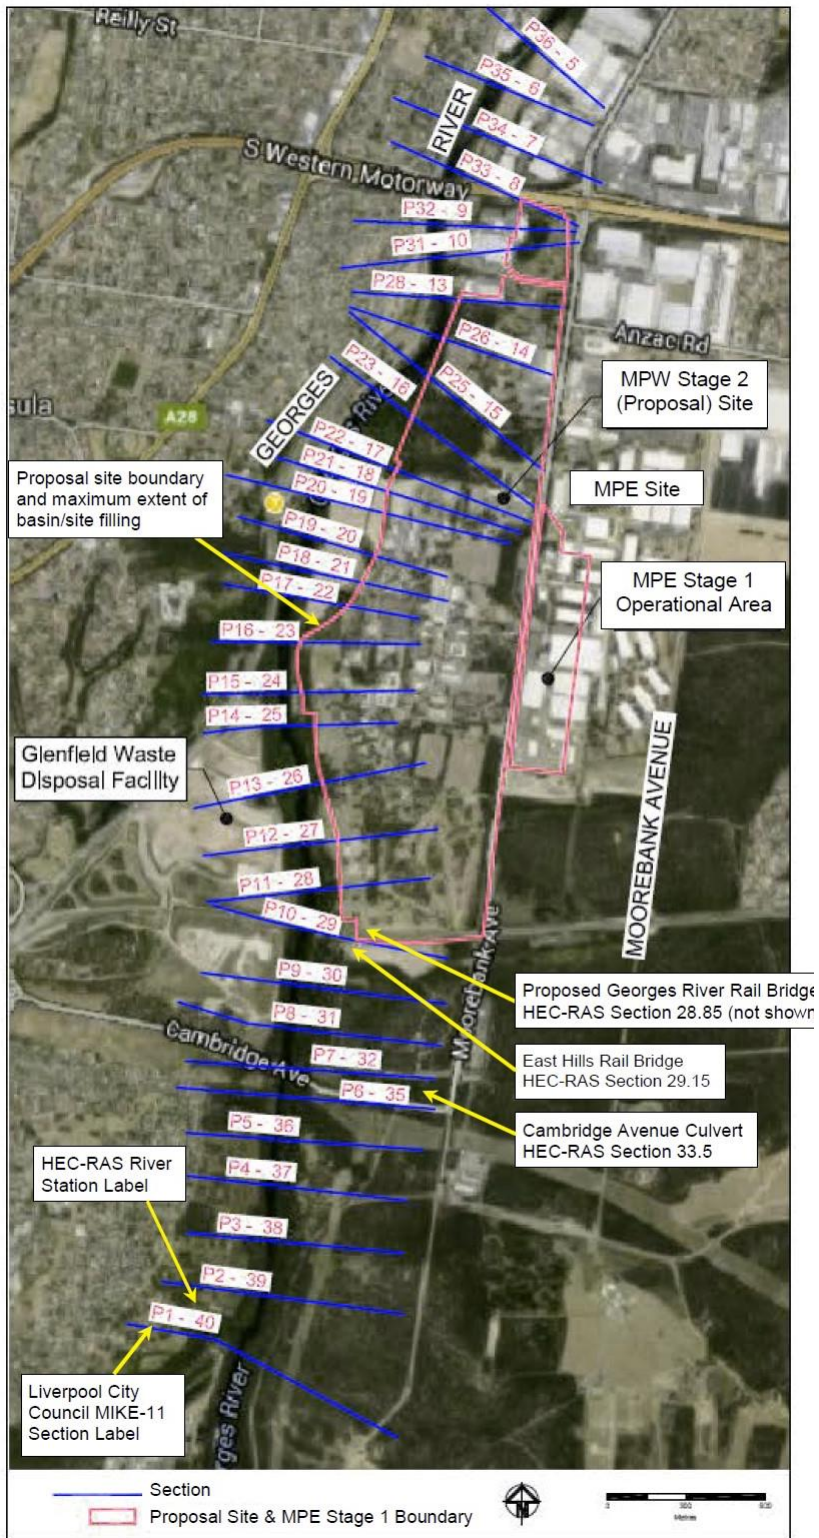 Reilly St
P36 - 5
P35 - 6
RIVER
P34 - 7
S Western Motorway
P33 - 8
P32 - 9
P31 - 10
P28 - 13
P26 - 14
Anzac Rd
P23 - 16
P25 - 15
MPW Stage 2
(Proposal) Site
sula
A28
GEORGES
P22 - 17
P21 - 18
P20 - 19
Proposal site boundary
and maximum extent of
basin/site filling
MPE Site
P19 - 20
P18 - 21
P17 - 22
MPE Stage 1
Operational Area
P16 - 23
P15 - 24
P14 - 25
Glenfield Waste
Disposal Facility
MOOREBANK AVENUE
P13 - 26
P12 - 27
P11 - 28
P10 - 29
Moorebank Ave
P9 - 30
Proposed Georges River Rail Bridge
HEC-RAS Section 28.85 (not shown
P8 - 31
Cambridge Ave
P7 - 32
East Hills Rail Bridge
HEC-RAS Section 29.15
P6 - 35
P5 - 36
Cambridge Avenue Culvert
HEC-RAS Section 33.5
HEC-RAS River
Station Label
P4 - 37
P3 - 38
P2 - 39
P1 - 40
Liverpool City
Council MIKE-11
Section Label
rges River
Section
Proposal Site & MPE Stage 1 Boundary
0 300 600
Metres